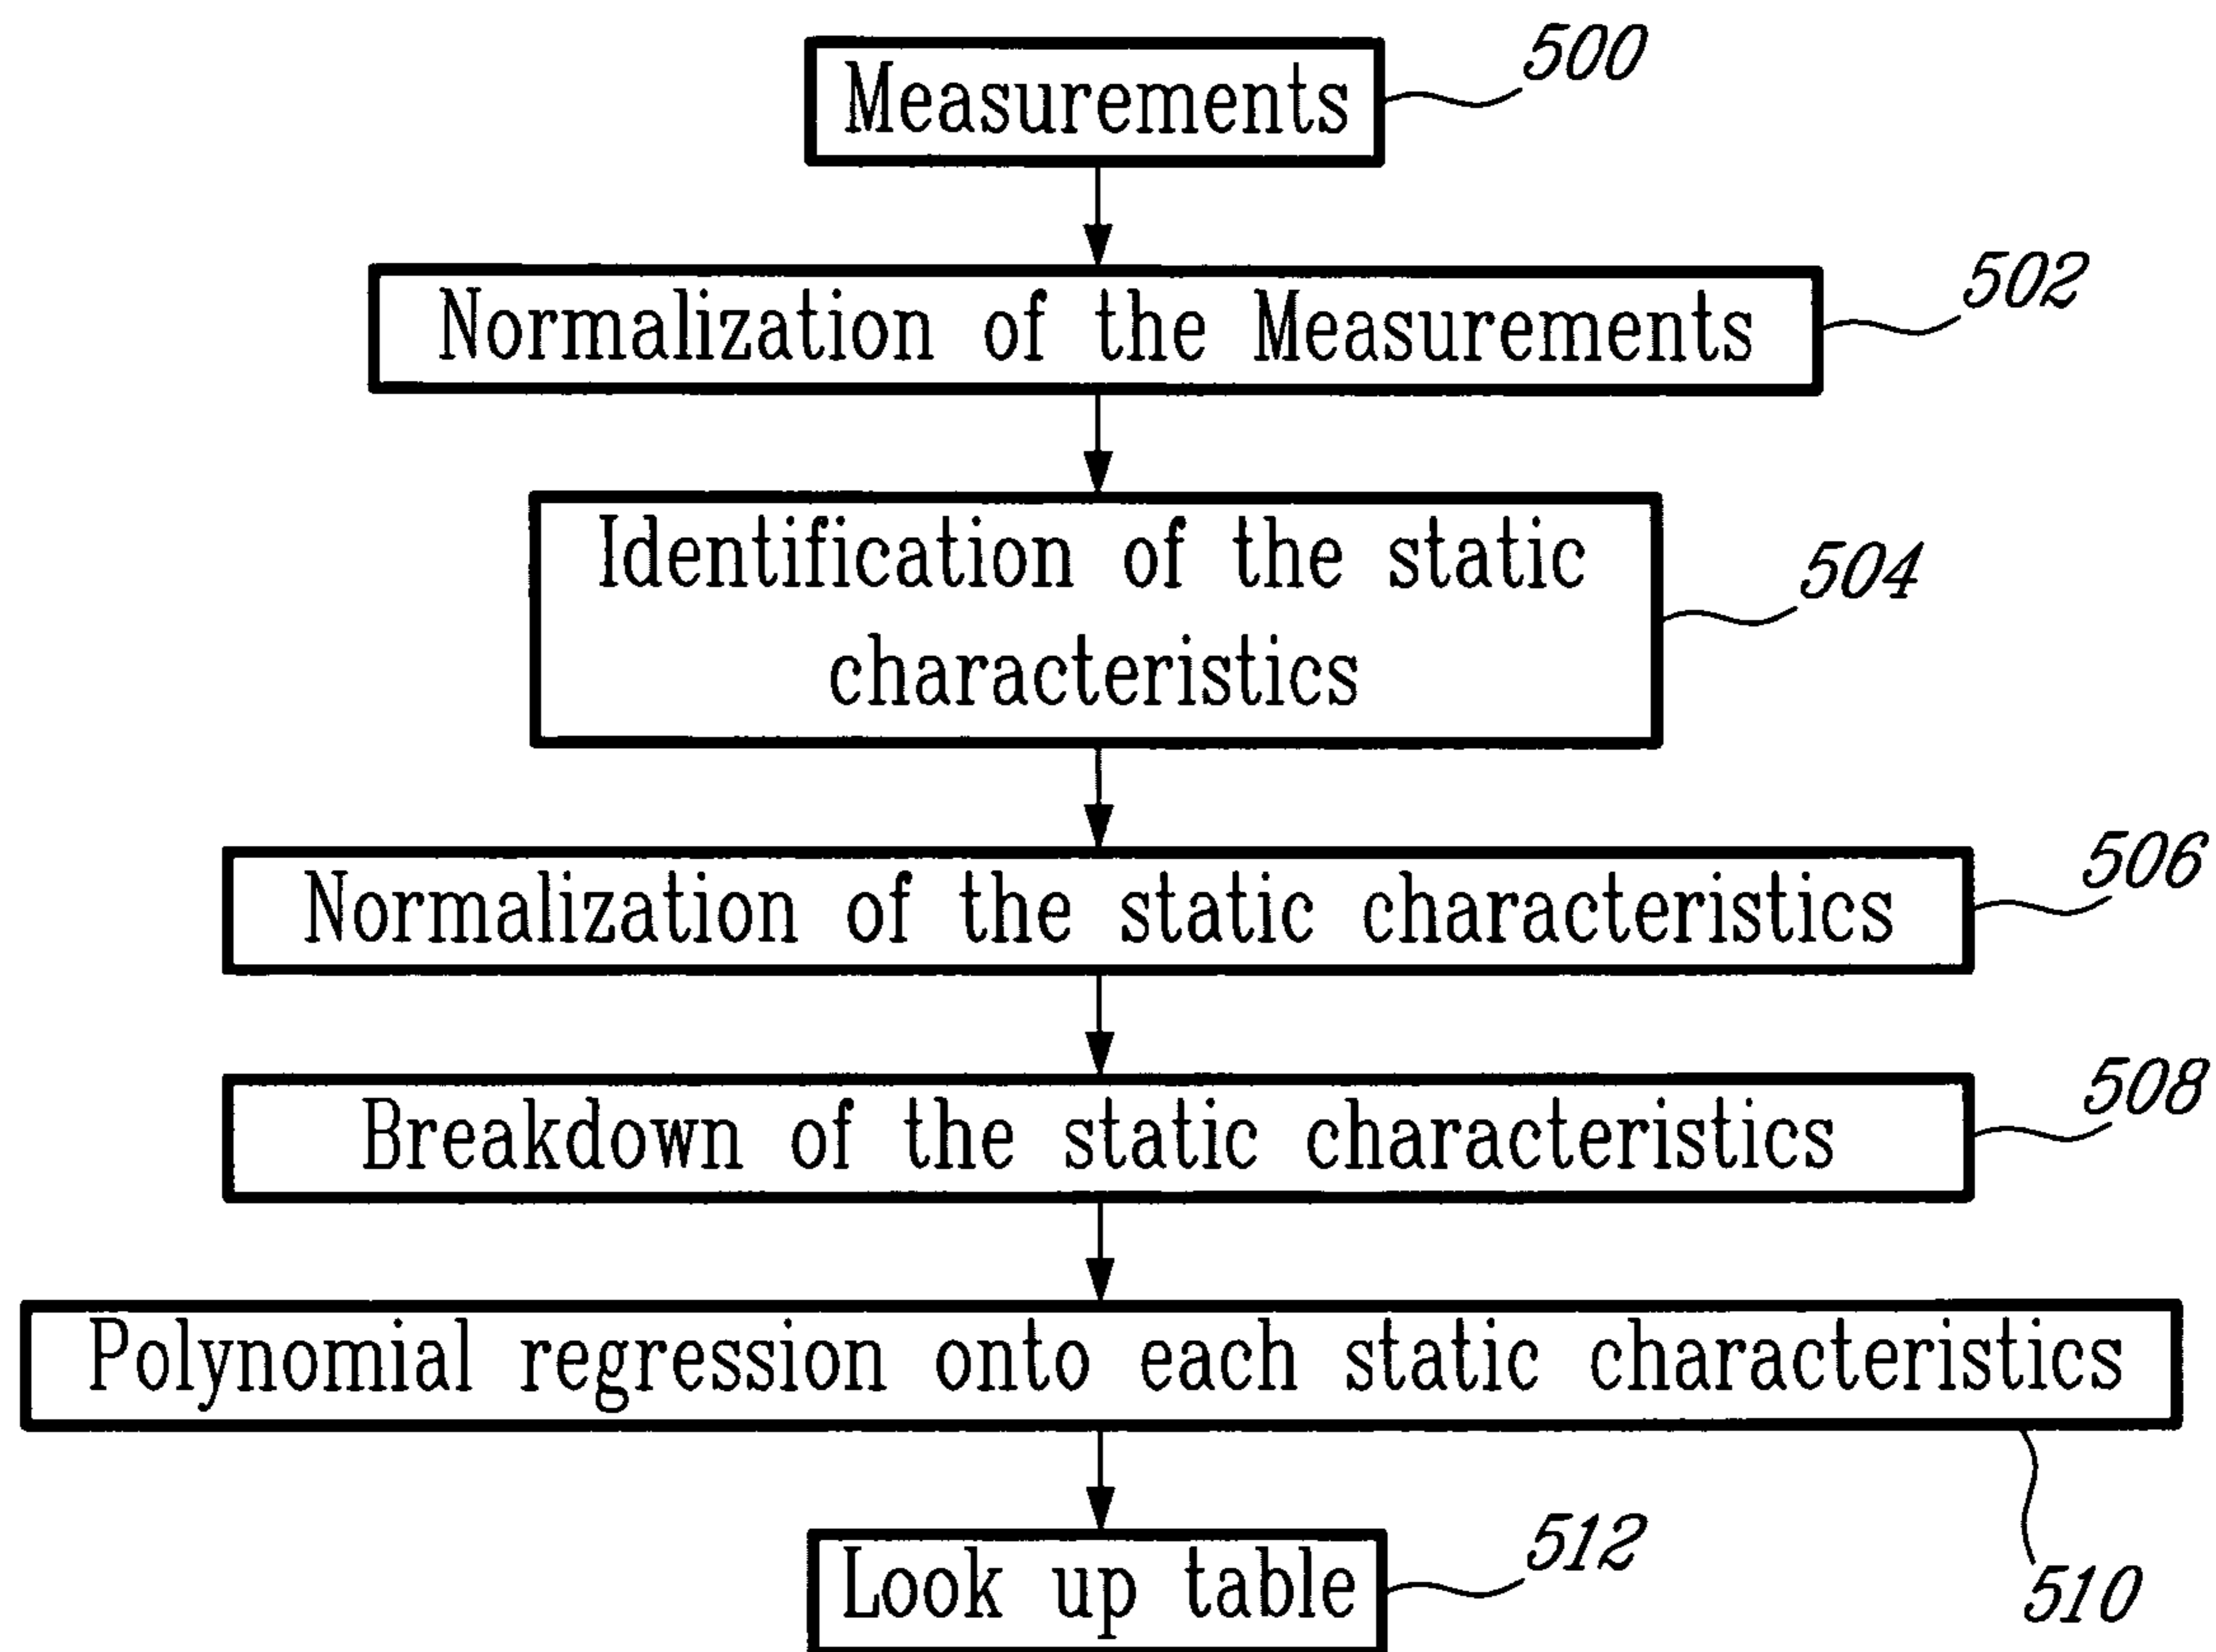 Measurements
500
Normalization of the Measurements
502
Identification of the static
characteristics
504
Normalization of the static characteristics
506
Breakdown of the static characteristics
508
Polynomial regression onto each static characteristics
510
Look up table
512